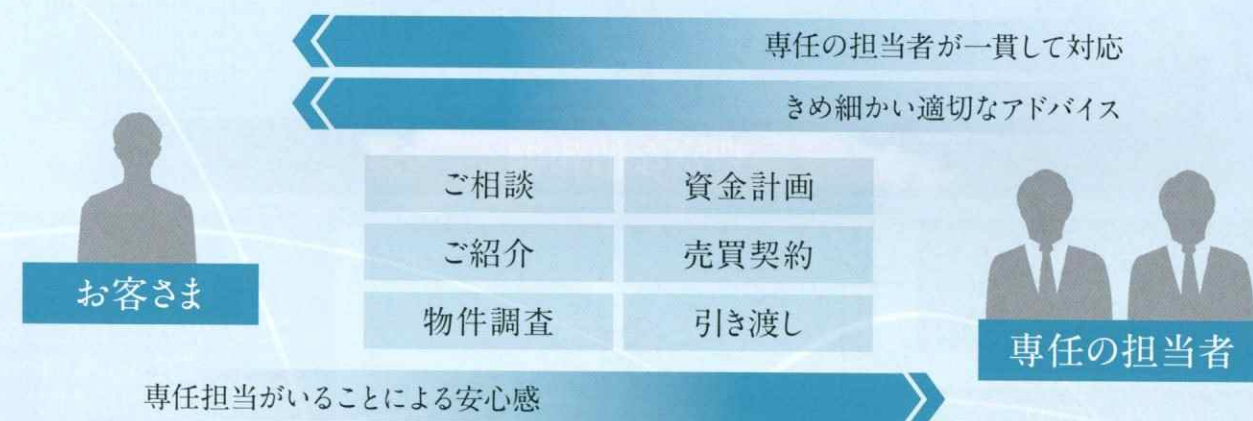 専任の担当者が一貫して対応
きめ細かい適切なアドバイス
ご相談 資金計画
ご紹介 売買契約
物件調査 引き渡し
お客さま
専任の担当者
専任担当がいることによる安心感